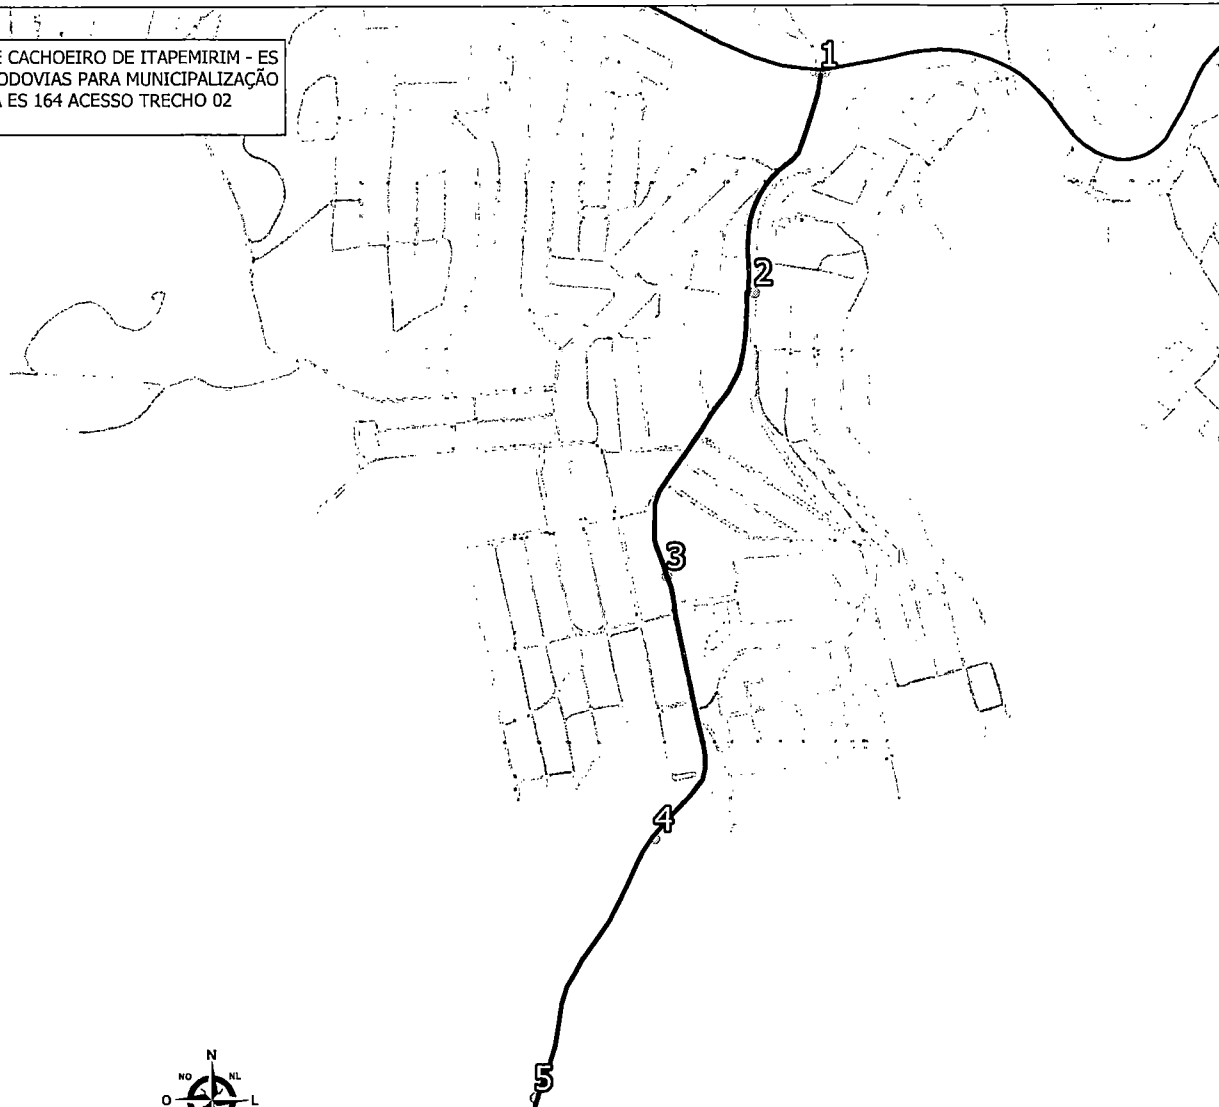 E CACHOEIRO DE ITAPEMIRIM - ES
ODOVIAS PARA MUNICIPALIZAÇÃO
ES 164 ACESSO TRECHO 02
1
2
3
4
5
N
NO NL
O L